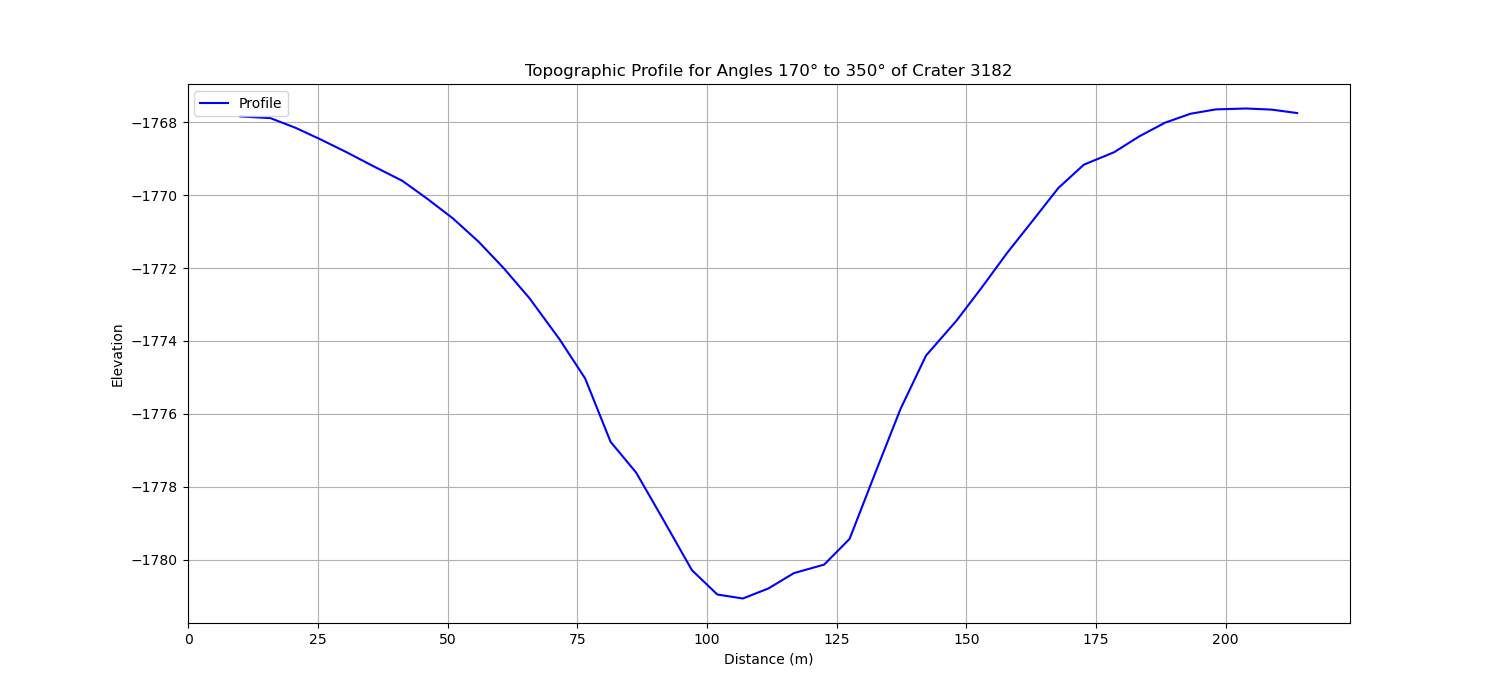 Topographic Profile for Angles 170° to 350° of Crater 3182
Profile
−1768
−1770
−1772
−1774
−1776
−1778
−1780
Elevation
0 25 50 75 100 125 150 175 200
Distance (m)